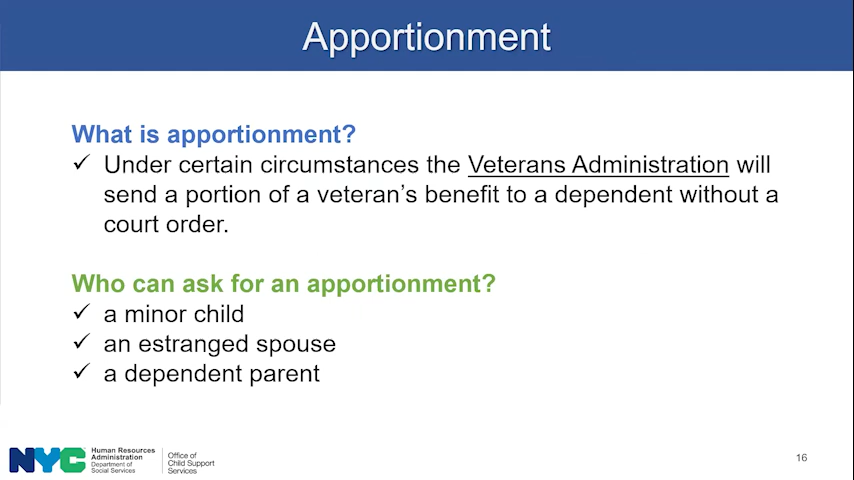 Apportionment
What is apportionment?
✓ Under certain circumstances the Veterans Administration will
send a portion of a veteran’s benefit to a dependent without a
court order.
Who can ask for an apportionment?
✓ a minor child
✓ an estranged spouse
✓ a dependent parent
NYC
Human Resources
Administration
Department of
Social Services
Office of
Child Support
Services
16